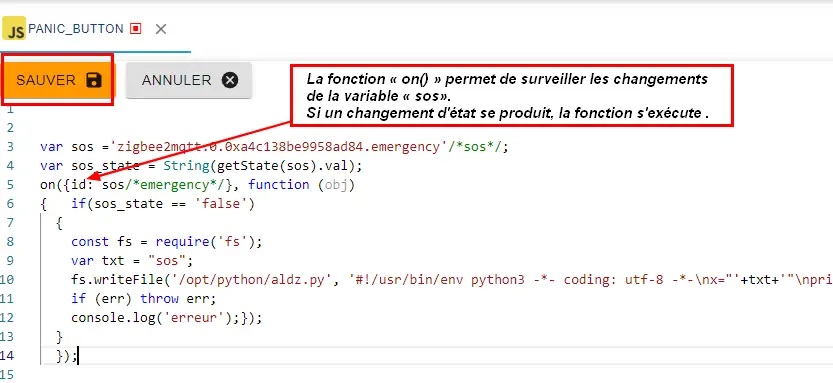 JS PANIC_BUTTON
SAUVER
ANNULER
La fonction « on() » permet de surveiller les changements
de la variable « sos».
Si un changement d'état se produit, la fonction s'exécute .
1
2
3 var sos ='zigbee2mqtt.0.0xa4c138be9958ad84.emergency'/*sos*/;
4 var sos_state = String(getState(sos).val);
5 on({id: sos/*emergency*/}, function (obj)
6 { if(sos_state == 'false')
7 {
8 const fs = require('fs');
9 var txt = "sos";
10 fs.writeFile('/opt/python/aldz.py', '#!/usr/bin/env python3 -*- coding: utf-8 -*-\nx="'+txt+'"\npri
11 if (err) throw err;
12 console.log('erreur');});
13 }
14 });
15